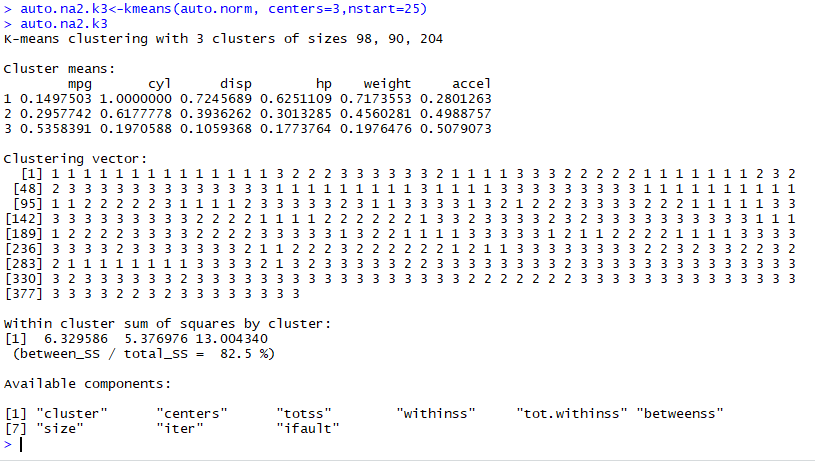 > auto.na2.k3<-kmeans(auto.norm, centers=3,nstart=25)
> auto.na2.k3
K-means clustering with 3 clusters of sizes 98, 90, 204
Cluster means:
mpg cyl disp hp weight accel
1 0.1497503 1.0000000 0.7245689 0.6251109 0.7173553 0.2801263
2 0.2957742 0.6177778 0.3936262 0.3013285 0.4560281 0.4988757
3 0.5358391 0.1970588 0.1059368 0.1773764 0.1976476 0.5079073
Clustering vector:
[1] 1 1 1 1 1 1 1 1 1 1 1 1 1 1 3 2 2 2 3 3 3 3 3 3 2 1 1 1 1 3 3 3 2 2 2 2 2 1 1 1 1 1 1 1 2 3 2
[48] 2 3 3 3 3 3 3 3 3 3 3 3 3 3 1 1 1 1 1 1 1 1 1 3 1 1 1 1 3 3 3 3 3 3 3 3 3 1 1 1 1 1 1 1 1 1 1
[95] 1 1 2 2 2 2 2 3 1 1 1 1 2 3 3 3 3 3 2 3 1 1 3 3 3 3 1 3 2 1 2 2 2 3 3 3 3 2 2 2 1 1 1 1 1 3 3
[142] 3 3 3 3 3 3 3 3 3 2 2 2 2 1 1 1 1 2 2 2 2 2 2 1 3 3 2 3 3 3 3 2 3 2 3 3 3 3 3 3 3 3 3 3 1 1 1
[189] 1 2 2 2 2 3 3 3 3 3 3 2 2 2 2 3 3 3 3 1 3 2 2 1 1 1 1 3 3 3 3 3 1 2 1 1 2 2 2 2 1 1 1 1 3 3 3 3
[236] 3 3 3 3 2 3 3 3 3 3 3 3 2 1 1 2 2 2 3 2 2 2 2 2 2 1 2 1 1 3 3 3 3 3 3 3 3 3 3 2 2 3 2 3 3 2 2 3 2
[283] 2 1 1 1 1 1 1 1 1 3 3 3 3 2 1 3 2 3 3 3 3 3 2 2 3 3 3 3 3 3 3 3 2 3 3 3 3 3 3 3 3 3 3 3 3 3 3
[330] 3 2 3 3 3 3 3 3 3 2 3 3 3 3 3 3 3 3 3 3 3 3 3 3 3 3 3 2 2 2 2 2 2 2 3 3 3 3 3 3 3 3 3 3 3 3 3 3
[377] 3 3 3 3 2 2 3 2 3 3 3 3 3 3 3 3
Within cluster sum of squares by cluster:
[1] 6.329586 5.376976 13.004340
(between_SS / total_SS = 82.5 %)
Available components:
[1] "cluster" "centers" "totss" "withinss" "tot.withinss" "betweenss"
[7] "size" "iter" "ifault"
>